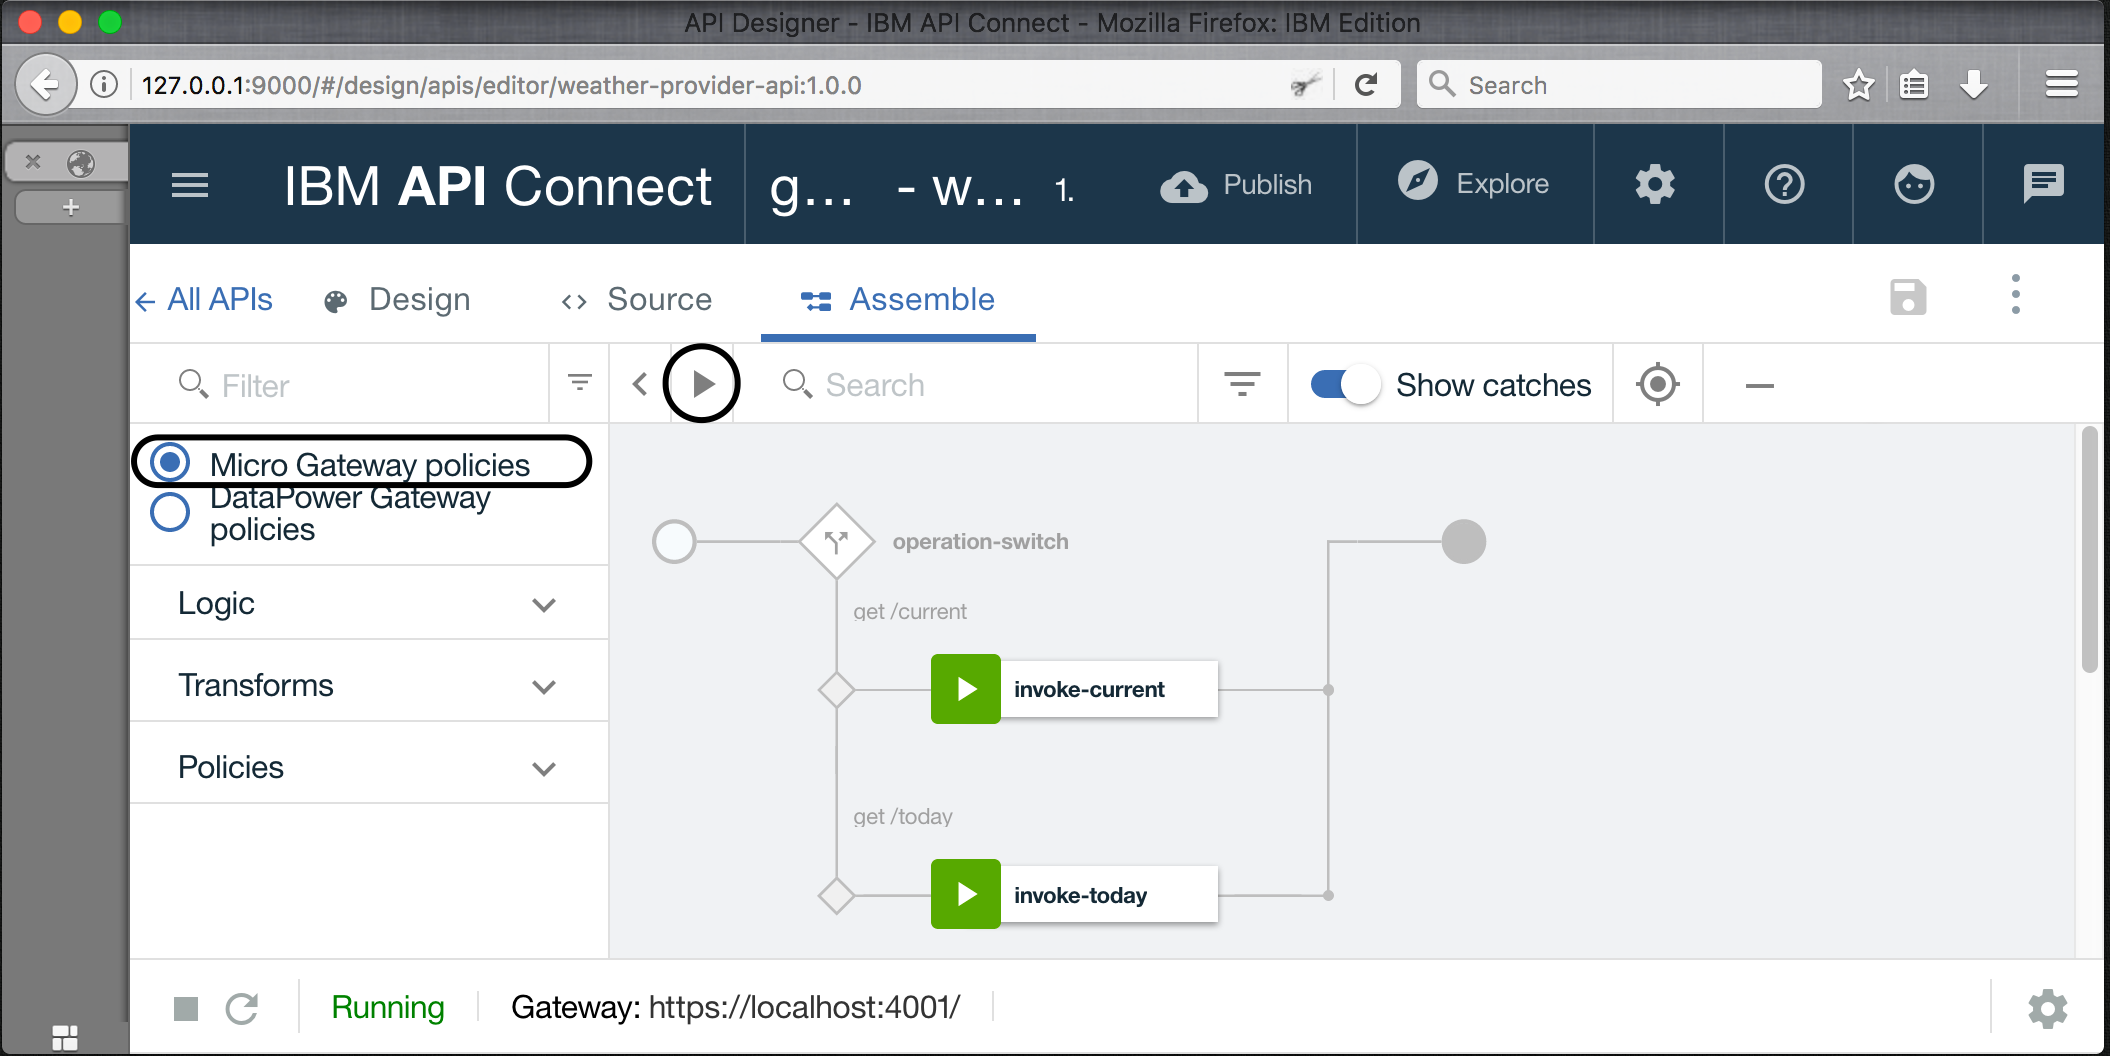 API Designer - IBM API Connect - Mozilla Firefox: IBM Edition
127.0.0.1:9000/#/design/apis/editor/weather-provider-api:1.0.0
Search
IBM API Connect
g... - w... 1.
Publish
Explore
All APIs
Design
Source
Assemble
Filter
Search
Show catches
Micro Gateway policies
DataPower Gateway
policies
Logic
Transforms
Policies
operation-switch
get /current
invoke-current
get /today
invoke-today
Running
Gateway: https://localhost:4001/